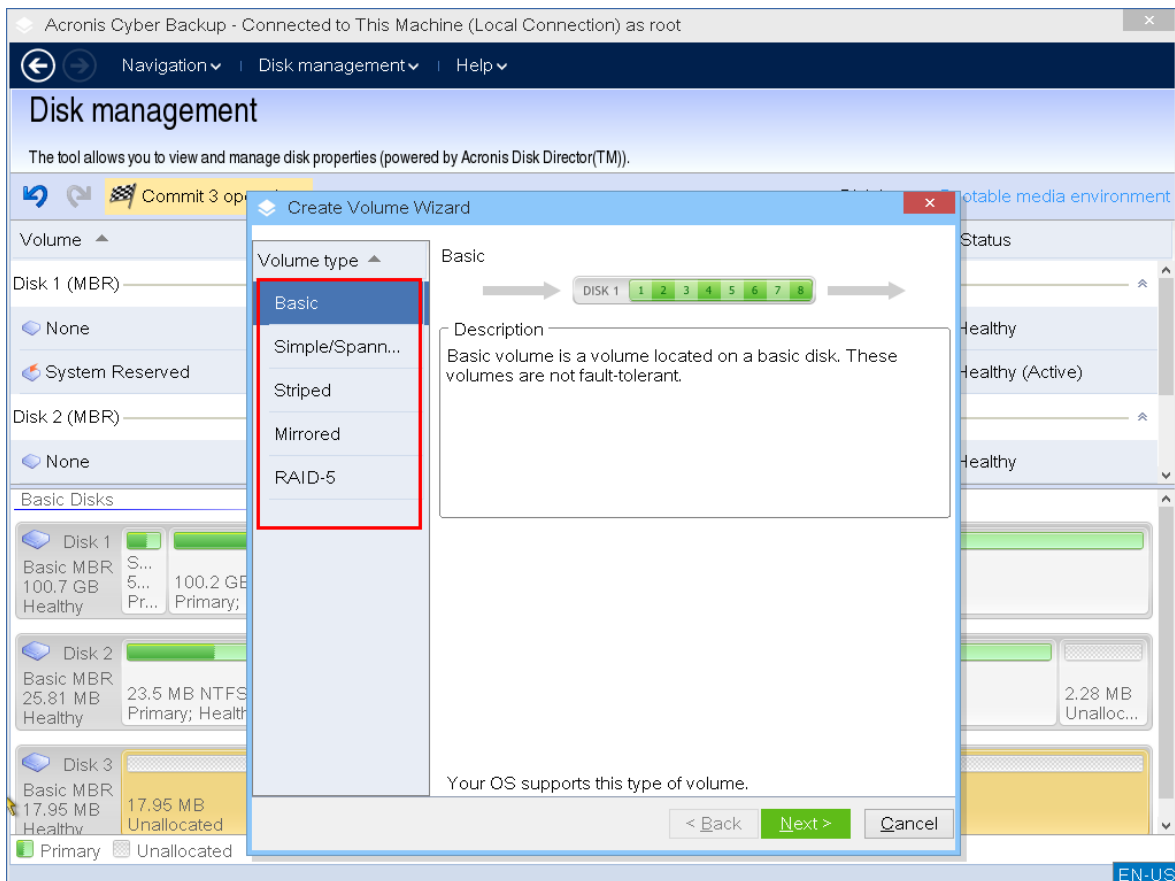 Acronis Cyber Backup - Connected to This Machine (Local Connection) as root
Navigation Disk management Help
Disk management
The tool allows you to view and manage disk properties (powered by Acronis Disk Director(TM)).
Commit 3 ope
otable media environment
Volume
Status
Disk 1 (MBR)
None
Healthy
System Reserved
Healthy (Active)
Disk 2 (MBR)
None
Healthy
Basic Disks
Disk 1
Basic MBR
100.7 GB
Healthy
S...
5...
Pr...
100.2 GB
Primary;
Disk 2
Basic MBR
25.81 MB
Healthy
23.5 MB NTFS
Primary; Health
2.28 MB
Unalloc...
Disk 3
Basic MBR
17.95 MB
Healthy
17.95 MB
Unallocated
Primary Unallocated
EN-US
Create Volume Wizard
Volume type
Basic
Simple/Spann...
Striped
Mirrored
RAID-5
Basic
DISK 1 1 2 3 4 5 6 7 8
Description
Basic volume is a volume located on a basic disk. These
volumes are not fault-tolerant.
Your OS supports this type of volume.
< Back Next > Cancel